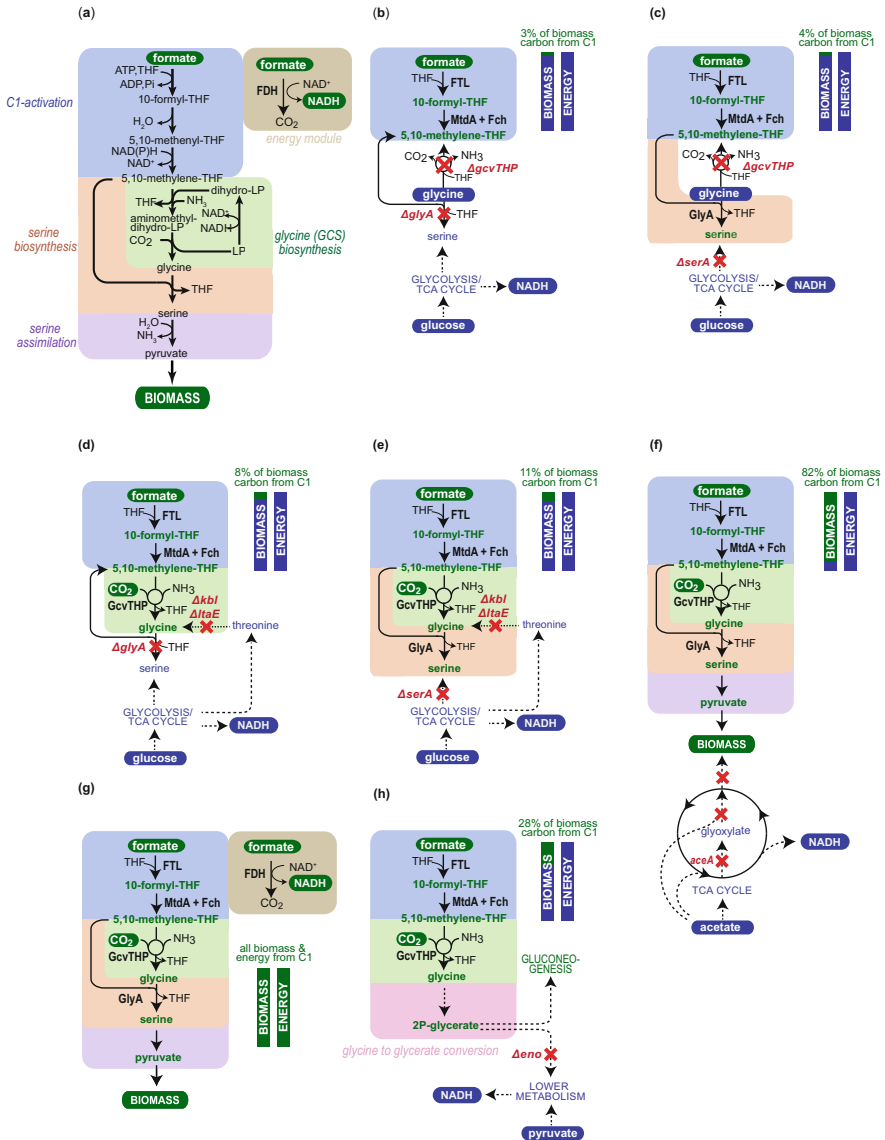 (a)
formate
ATP,THF
ADP,Pi
10-formyl-THF
C1-activation
H₂O
5,10-methenyl-THF
NAD(P)H
NAD⁺
5,10-methylene-THF
formate
FDH
NAD⁺
NADH
CO₂
energy module
dihydro-LP
THF
NH₃
aminomethyl-
dihydro-LP
NAD
NADH
CO₂
LP
serine
biosynthesis
glycine (GCS)
biosynthesis
glycine
THF
serine
serine
assimilation
H₂O
NH₃
pyruvate
BIOMASS
(b)
3% of biomass
carbon from C1
formate
THF
FTL
10-formyl-THF
MtdA + Fch
5,10-methylene-THF
BIOMASS
ENERGY
CO₂
NH₃
ΔgcvTHP
THF
glycine
ΔglyA
THF
serine
GLYCOLYSIS/
TCA CYCLE
NADH
glucose
(c)
4% of biomass
carbon from C1
formate
THF
FTL
10-formyl-THF
MtdA + Fch
5,10-methylene-THF
BIOMASS
ENERGY
CO₂
NH₃
ΔgcvTHP
THF
glycine
GlyA
THF
serine
ΔserA
GLYCOLYSIS/
TCA CYCLE
NADH
glucose
(d)
8% of biomass
carbon from C1
formate
THF
FTL
10-formyl-THF
MtdA + Fch
5,10-methylene-THF
BIOMASS
ENERGY
CO₂
NH₃
GcvTHP
THF
Δkbl
ΔltaE
glycine
threonine
ΔglyA
THF
serine
GLYCOLYSIS/
TCA CYCLE
NADH
glucose
(e)
11% of biomass
carbon from C1
formate
THF
FTL
10-formyl-THF
MtdA + Fch
5,10-methylene-THF
BIOMASS
ENERGY
CO₂
NH₃
GcvTHP
THF
Δkbl
ΔltaE
glycine
threonine
GlyA
THF
serine
ΔserA
GLYCOLYSIS/
TCA CYCLE
NADH
glucose
(f)
82% of biomass
carbon from C1
formate
THF
FTL
10-formyl-THF
MtdA + Fch
5,10-methylene-THF
BIOMASS
ENERGY
CO₂
NH₃
GcvTHP
THF
glycine
GlyA
THF
serine
pyruvate
BIOMASS
glyoxylate
NADH
aceA
TCA CYCLE
acetate
(g)
formate
THF
FTL
10-formyl-THF
MtdA + Fch
5,10-methylene-THF
formate
FDH
NAD⁺
NADH
CO₂
CO₂
NH₃
GcvTHP
THF
glycine
all biomass &
energy from C1
BIOMASS
ENERGY
GlyA
THF
serine
pyruvate
BIOMASS
(h)
28% of biomass
carbon from C1
formate
THF
FTL
10-formyl-THF
MtdA + Fch
5,10-methylene-THF
BIOMASS
ENERGY
CO₂
NH₃
GcvTHP
THF
glycine
GLUCONEO-
GENESIS
2P-glycerate
glycine to glycerate conversion
Δeno
NADH
LOWER
METABOLISM
pyruvate